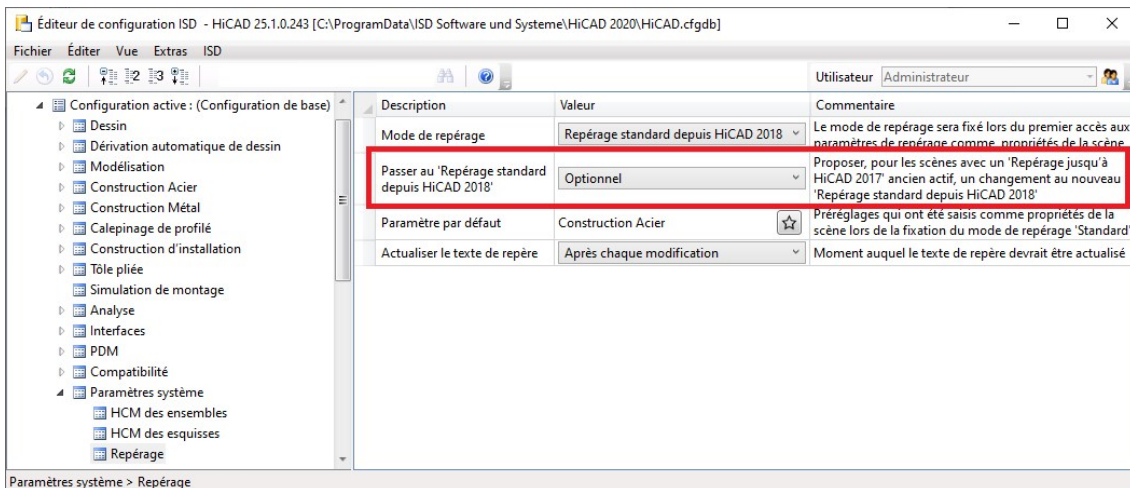 Éditeur de configuration ISD - HiCAD 25.1.0.243 [C:\ProgramData\ISD Software und Systeme\HiCAD 2020\HiCAD.cfgdb]
Fichier Éditer Vue Extras ISD
Utilisateur Administrateur
Configuration active : (Configuration de base)
Dessin
Dérivation automatique de dessin
Modélisation
Construction Acier
Construction Métal
Calepinage de profilé
Construction d'installation
Tôle pliée
Simulation de montage
Analyse
Interfaces
PDM
Compatibilité
Paramètres système
HCM des ensembles
HCM des esquisses
Repérage
Description Valeur Commentaire
Mode de repérage Repérage standard depuis HiCAD 2018 Le mode de repérage sera fixé lors du premier accès aux
paramètres de repérage comme propriétés de la scène
Passer au 'Repérage standard
depuis HiCAD 2018'
Optionnel
Proposer, pour les scènes avec un 'Repérage jusqu'à
HiCAD 2017' ancien actif, un changement au nouveau
'Repérage standard depuis HiCAD 2018'
Paramètre par défaut Construction Acier Préréglages qui ont été saisis comme propriétés de la
scène lors de la fixation du mode de repérage 'Standard'
Actualiser le texte de repère Après chaque modification Moment auquel le texte de repère devrait être actualisé
Paramètres système > Repérage